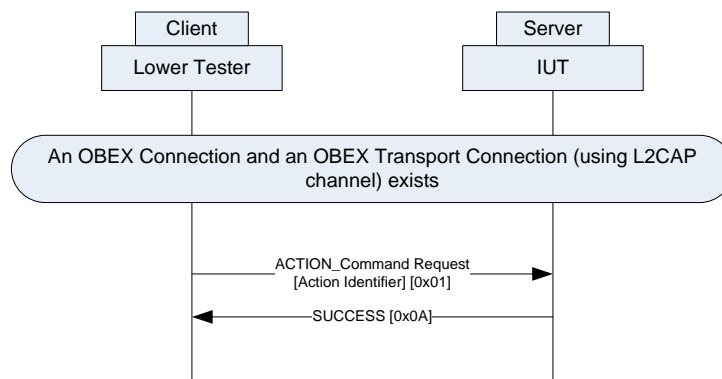 Client
Server
Lower Tester
IUT
An OBEX Connection and an OBEX Transport Connection (using L2CAP
channel) exists
ACTION_Command Request
[Action Identifier] [0x01]
SUCCESS [0x0A]